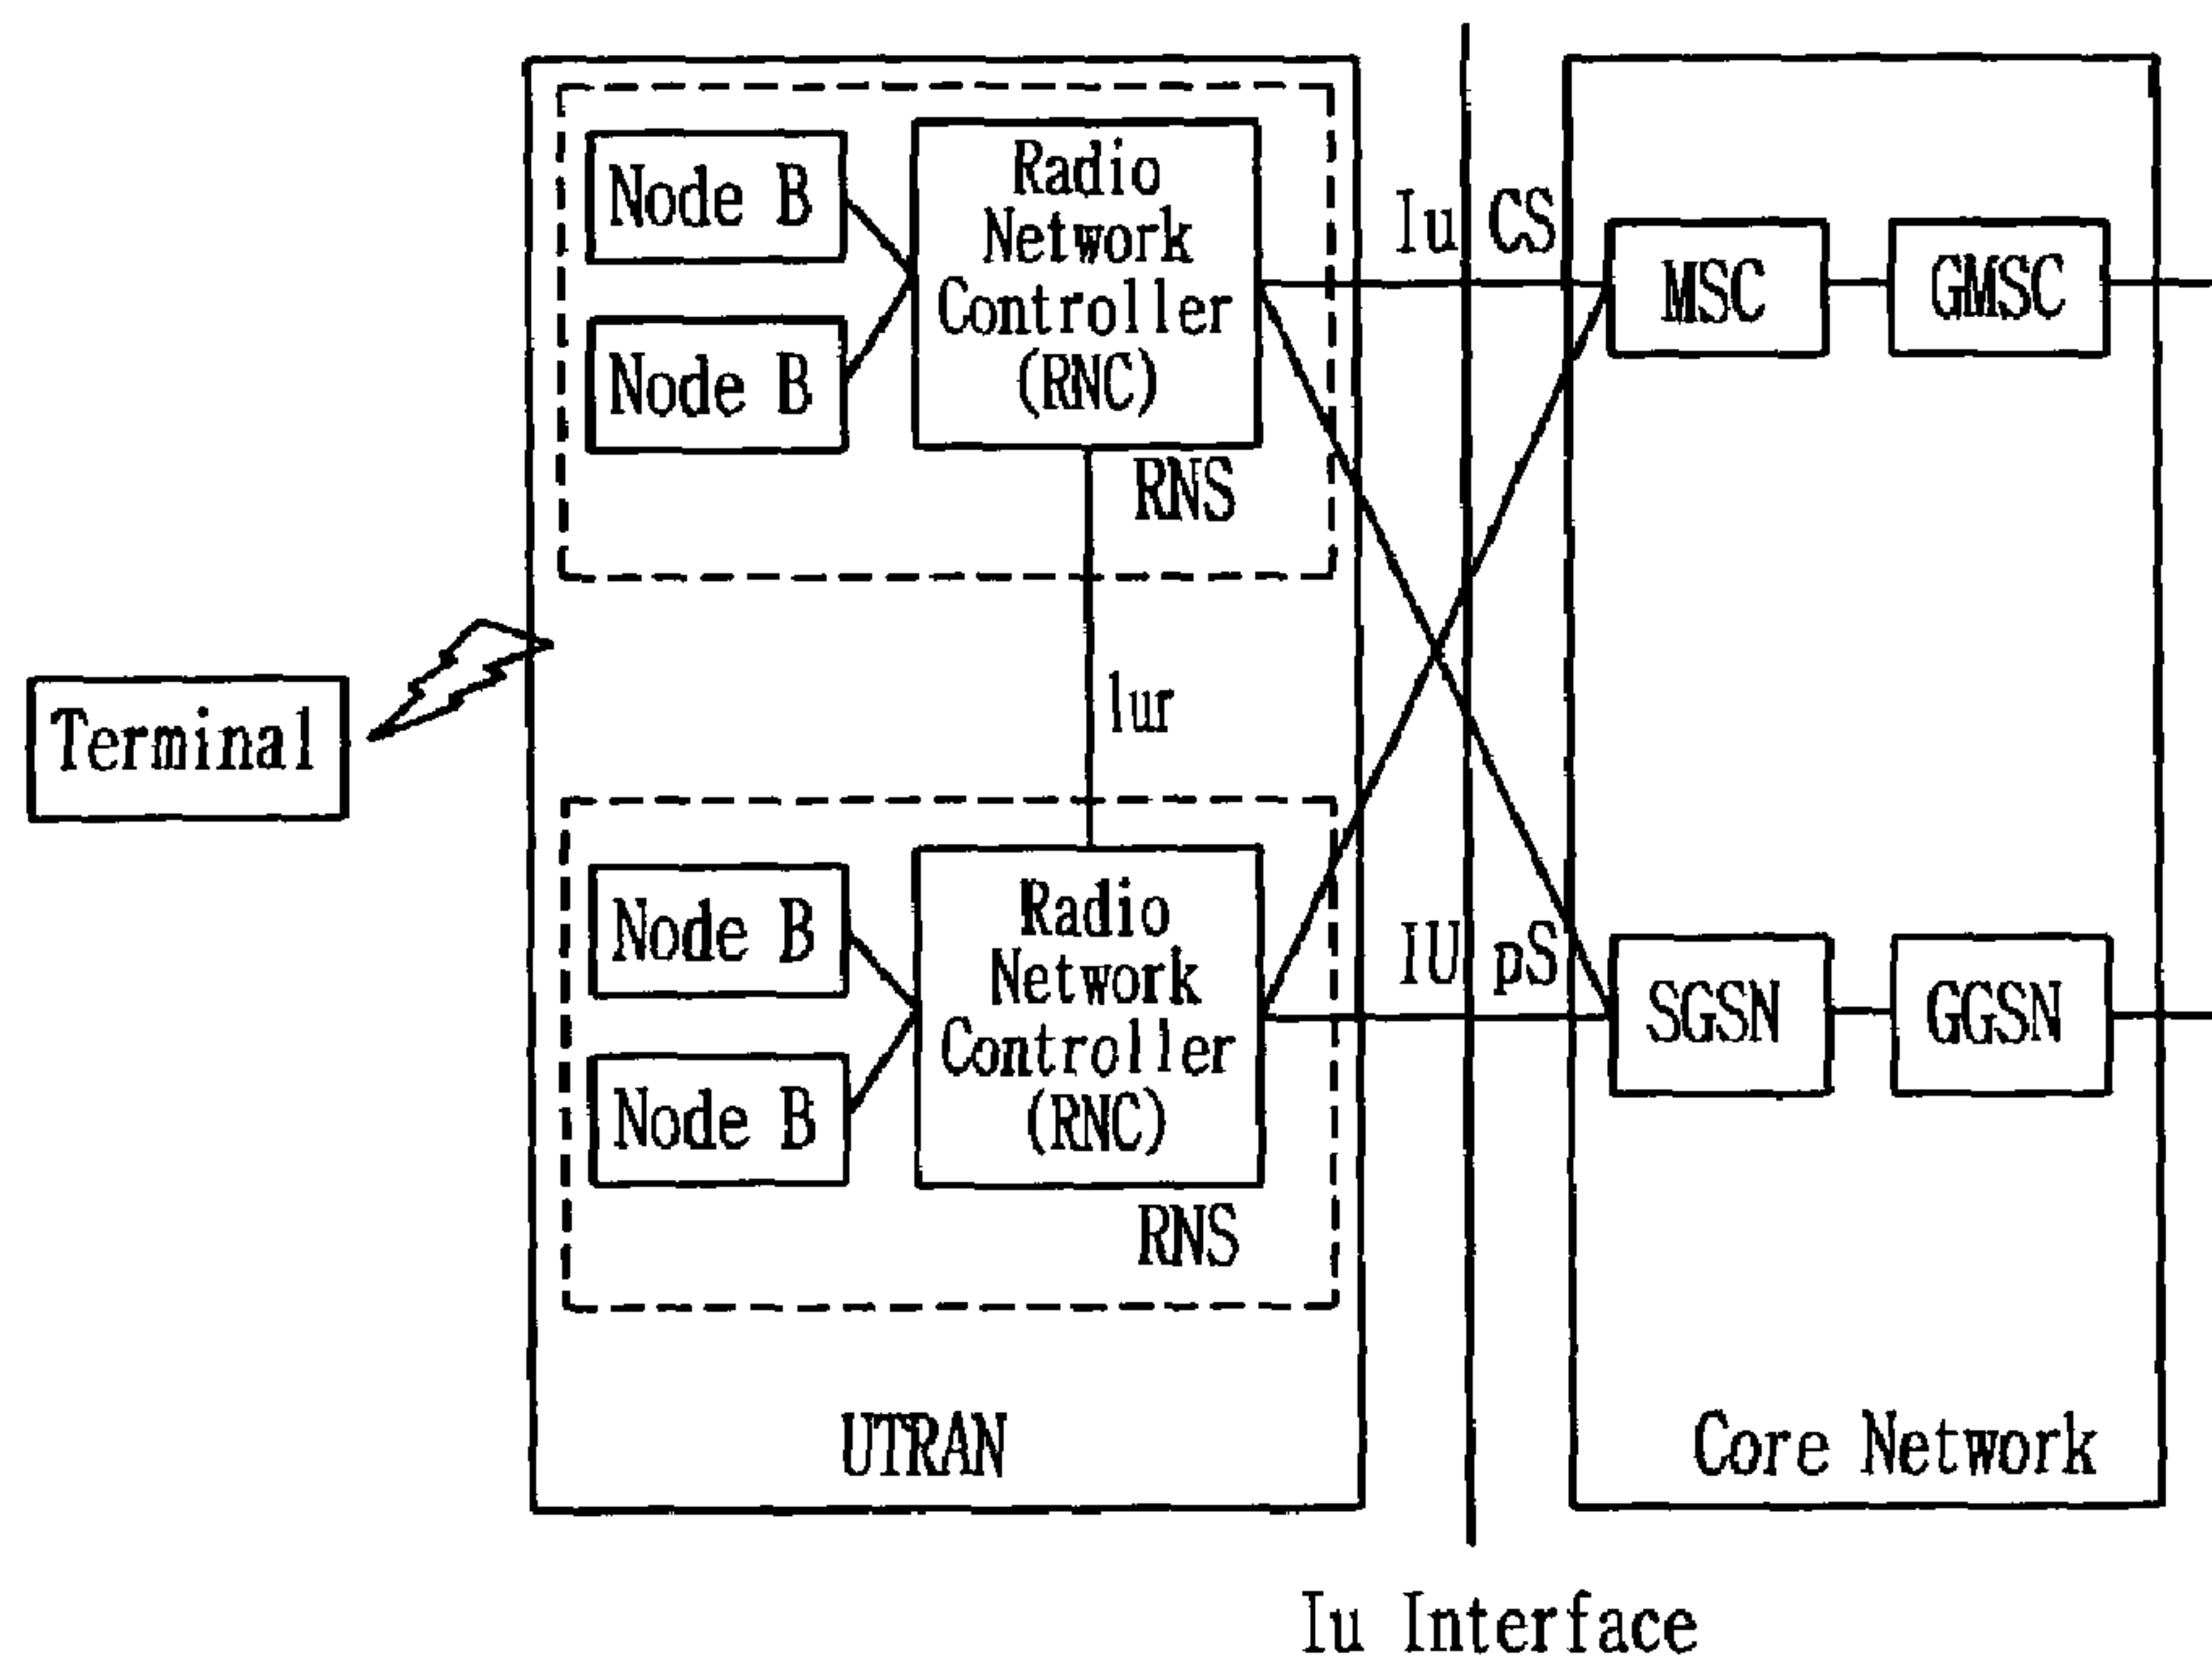 Node B
Node B
Radio
Network
Controller
(RNC)
RNS
Iu CS
MSC
GMSC
Terminal
lur
Node B
Node B
Radio
Network
Controller
(RNC)
RNS
IU pS
SGSN
GGSN
UTRAN
Core Network
Iu Interface